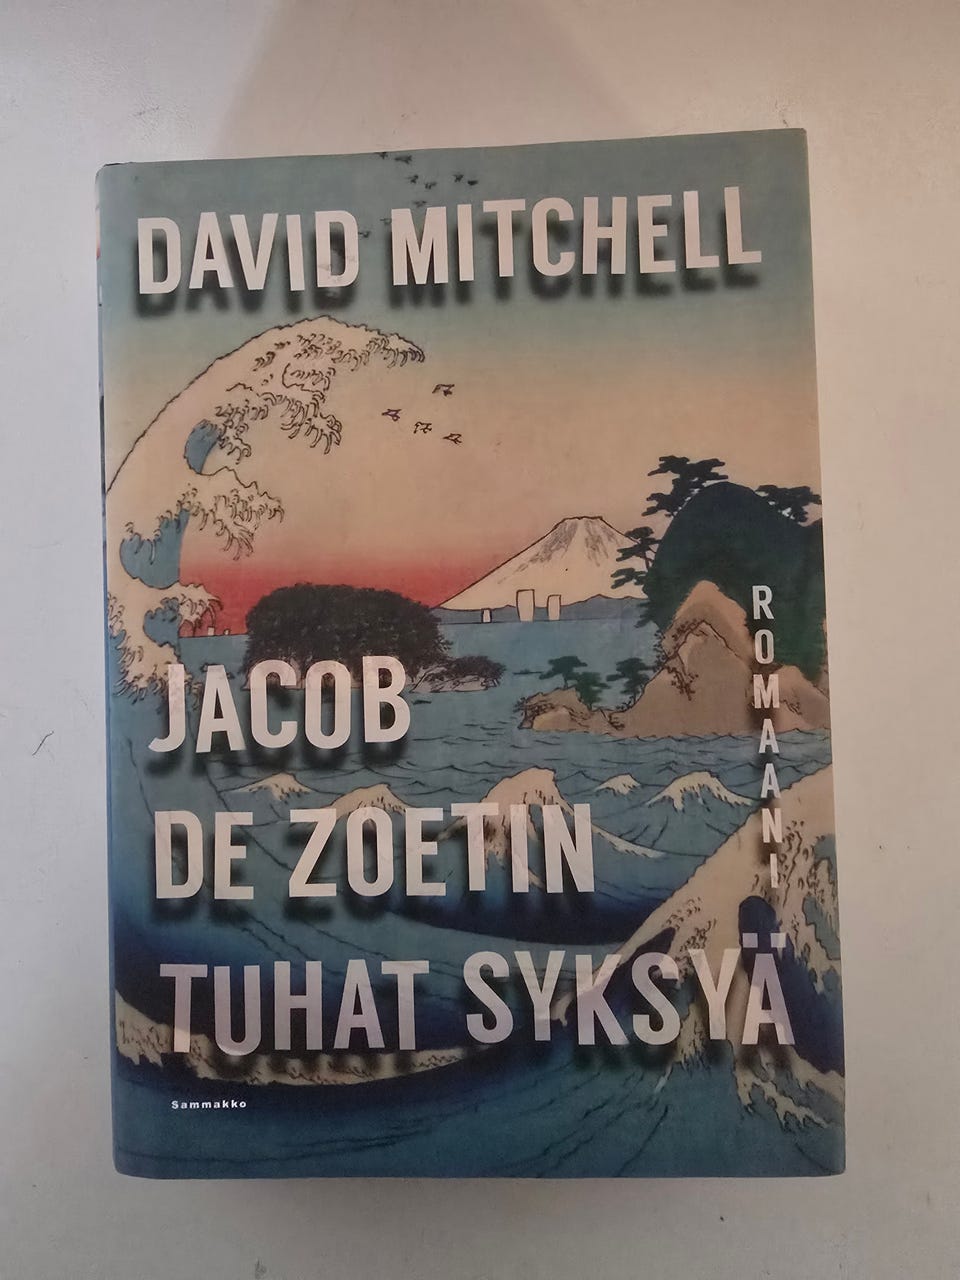 DAVID MITCHELL
JACOB
DE ZOETIN
TUHAT SYKSYÄ
ROMAANI
Sammakko